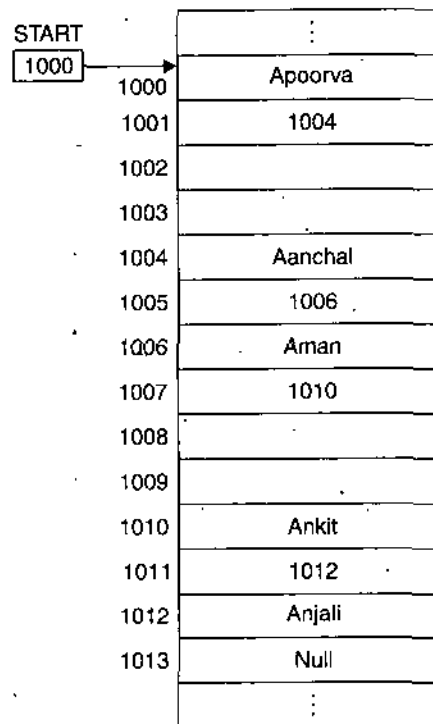 START
1000
1000 Apoorva
1001 1004
1002
1003
1004 Aanchal
1005 1006
1006 Aman
1007 1010
1008
1009
1010 Ankit
1011 1012
1012 Anjali
1013 Null